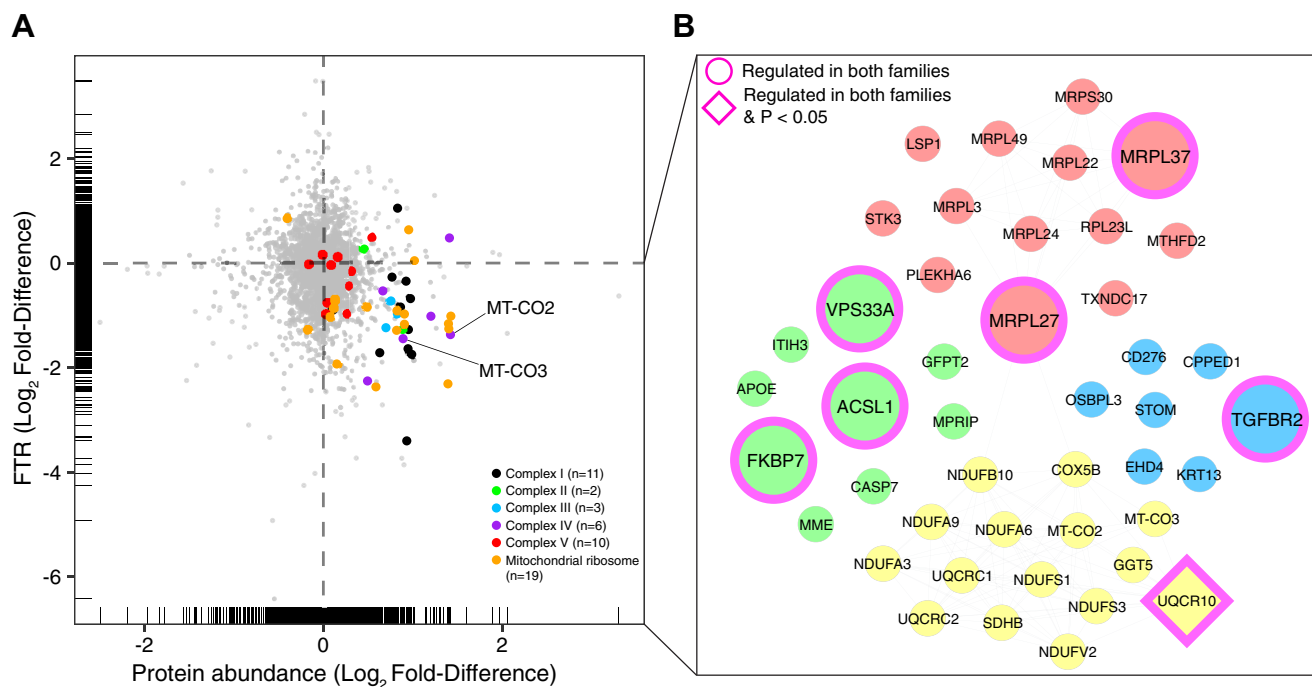 A
B
FTR (Log2 Fold-Difference)
2
0
-2
-4
-6
-2
0
2
Protein abundance (Log2 Fold-Difference)
MT-CO2
MT-CO3
Complex I (n=11)
Complex II (n=2)
Complex III (n=3)
Complex IV (n=6)
Complex V (n=10)
Mitochondrial ribosome
(n=19)
Regulated in both families
Regulated in both families
& P < 0.05
MRPS30
LSP1
MRPL49
MRPL37
MRPL22
MRPL3
STK3
MRPL24
RPL23L
MTHFD2
PLEKHA6
TXNDC17
VPS33A
MRPL27
ITIH3
GFPT2
CD276
CPPED1
APOE
OSBPL3
STOM
ACSL1
MPRIP
TGFBR2
FKBP7
EHD4
KRT13
CASP7
NDUFB10
COX5B
MME
NDUFA9
NDUFA6
MT-CO2
MT-CO3
NDUFA3
UQCRC1
NDUFS1
GGT5
UQCRC2
SDHB
NDUFS3
UQCR10
NDUFV2